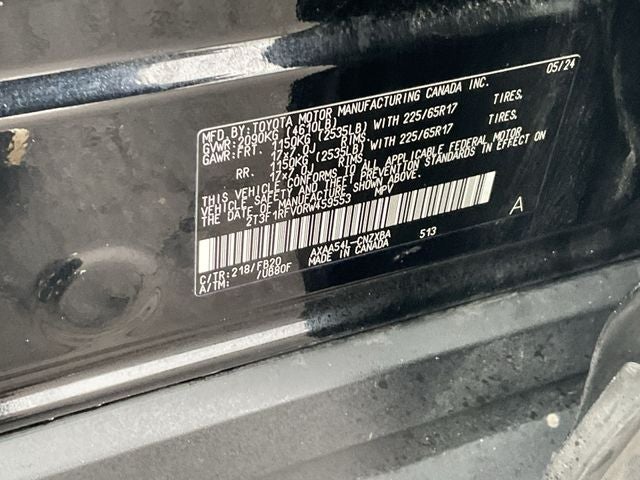 MFD.BY:TOYOTA MOTOR MANUFACTURING CANADA INC. 05/24
GVWR:2090KG (4610LB)
GAWR:FRT. 1150KG (2535LB) WITH 225/65R17 TIRES,
17X7.0J RIMS
RR. 1150KG (2535LB) WITH 225/65R17 TIRES,
17X7.0J RIMS
THIS VEHICLE CONFORMS TO ALL APPLICABLE FEDERAL MOTOR
VEHICLE SAFETY AND THEFT PREVENTION STANDARDS IN EFFECT ON
THE DATE OF MANUFACTURE SHOWN ABOVE.
2T3F1RFV0RW459553 MPV
A
C/TR:218/FB20 AXAA54L-CNZXBA 513
A/TM: /U880F MADE IN CANADA